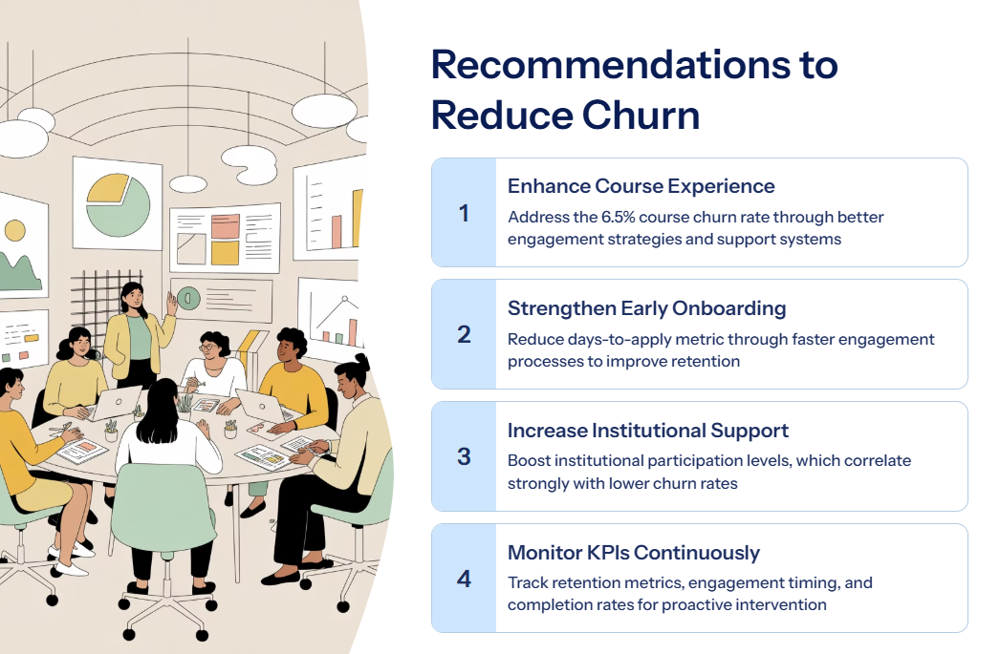 Recommendations to
Reduce Churn
1
Enhance Course Experience
Address the 6.5% course churn rate through better
engagement strategies and support systems
2
Strengthen Early Onboarding
Reduce days-to-apply metric through faster engagement
processes to improve retention
3
Increase Institutional Support
Boost institutional participation levels, which correlate
strongly with lower churn rates
4
Monitor KPIs Continuously
Track retention metrics, engagement timing, and
completion rates for proactive intervention